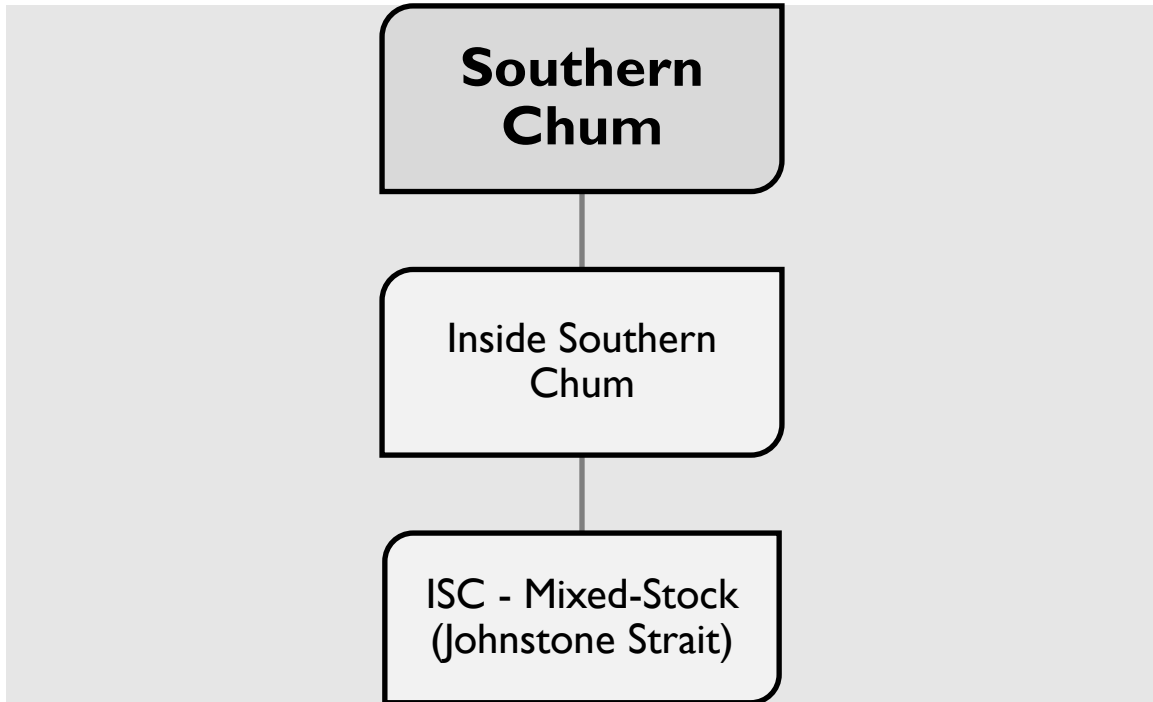 Southern
Chum
Inside Southern
Chum
ISC - Mixed-Stock
(Johnstone Strait)